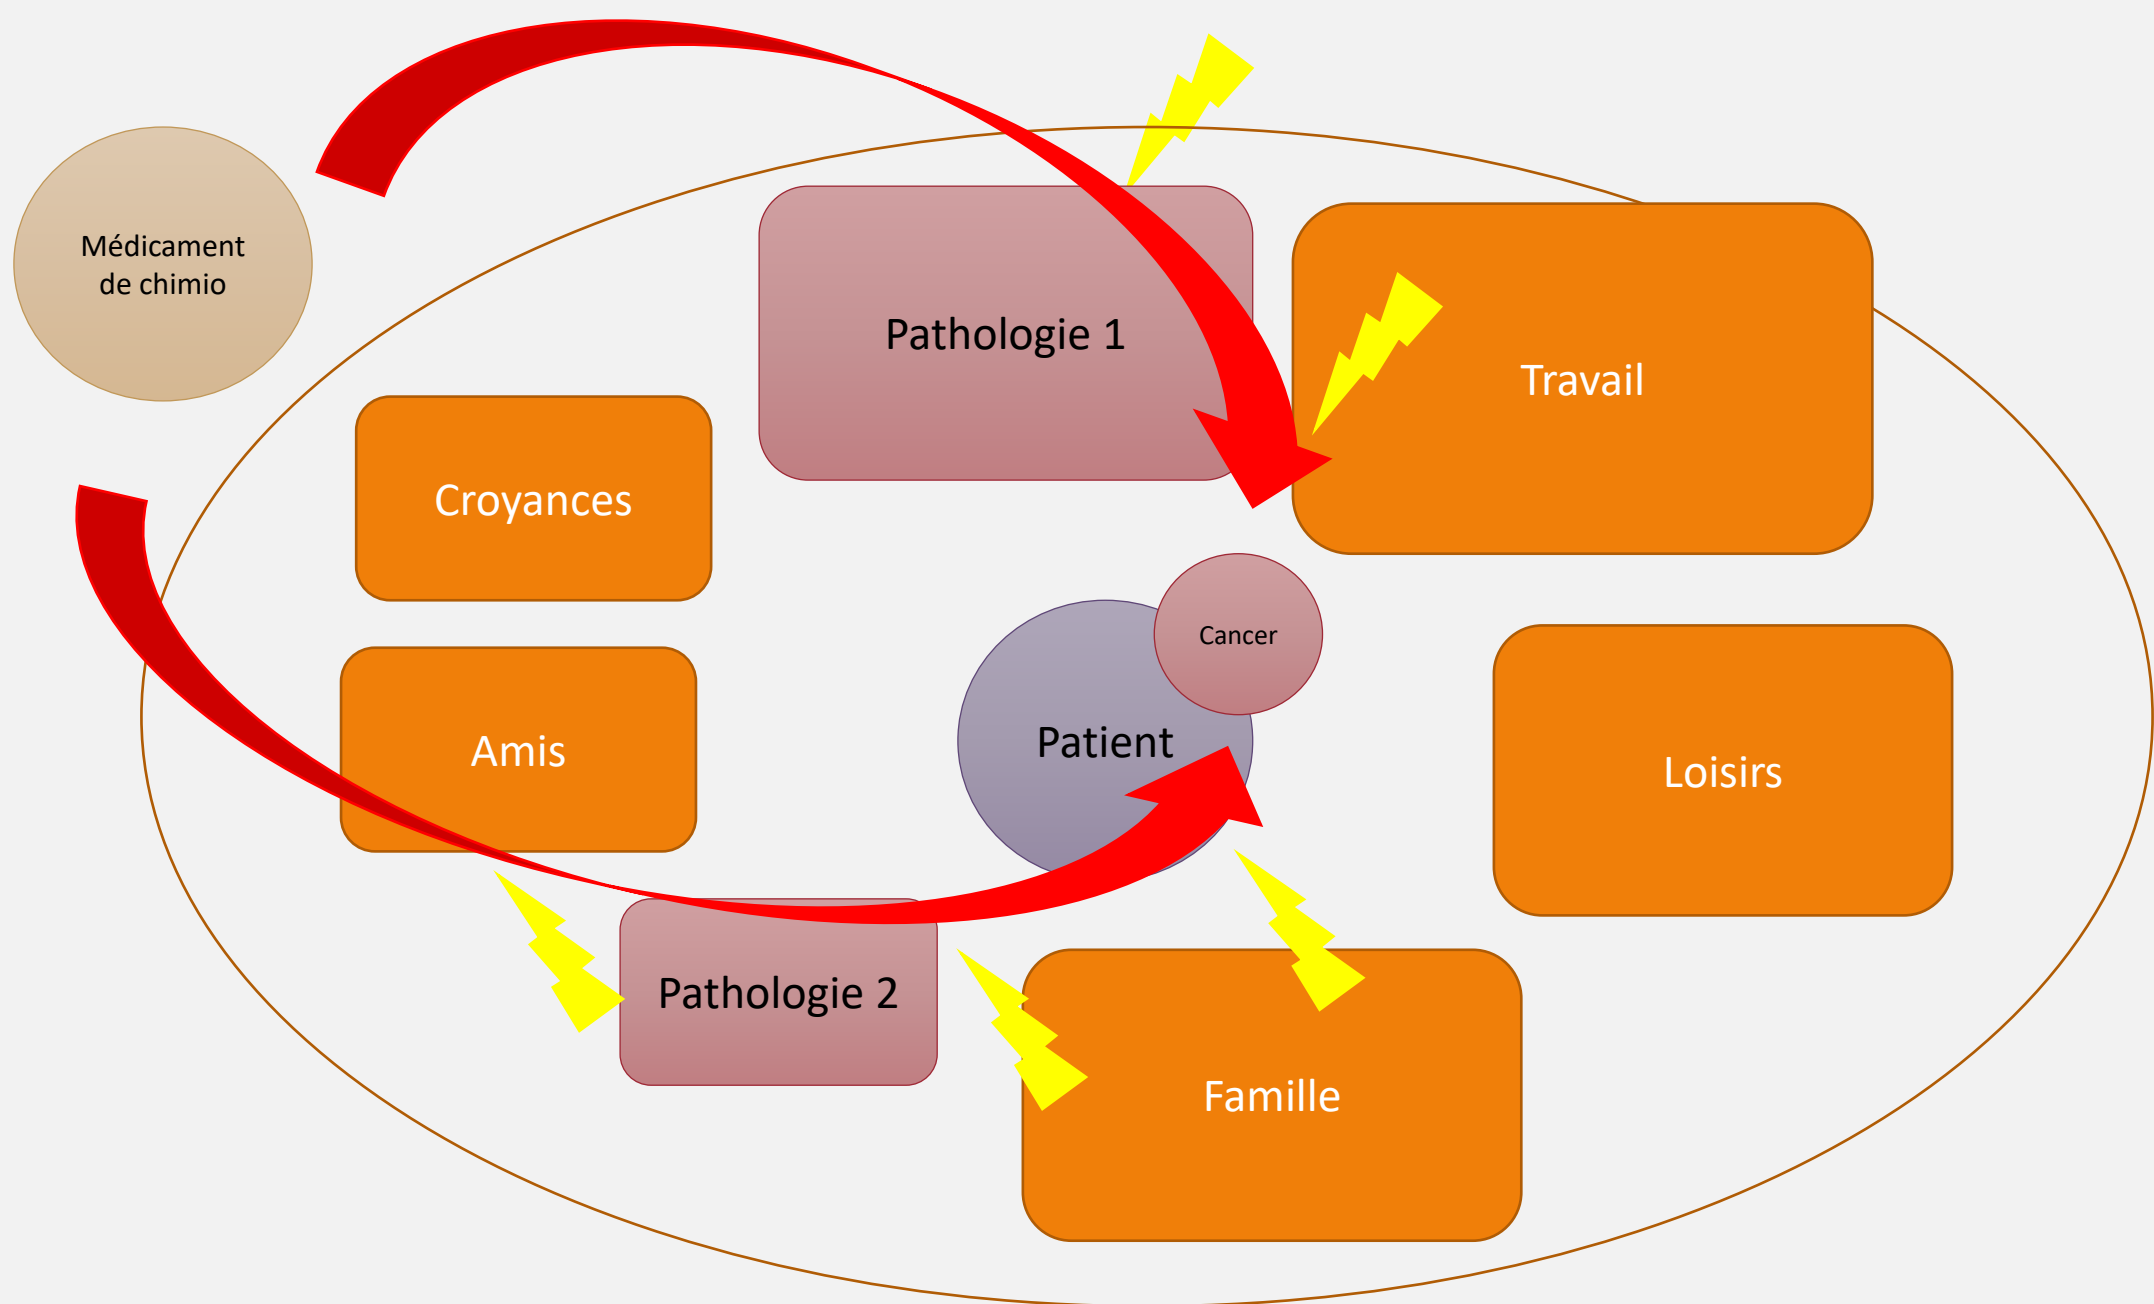 Médicament
de chimio
Pathologie 1
Travail
Croyances
Cancer
Patient
Amis
Loisirs
Pathologie 2
Famille